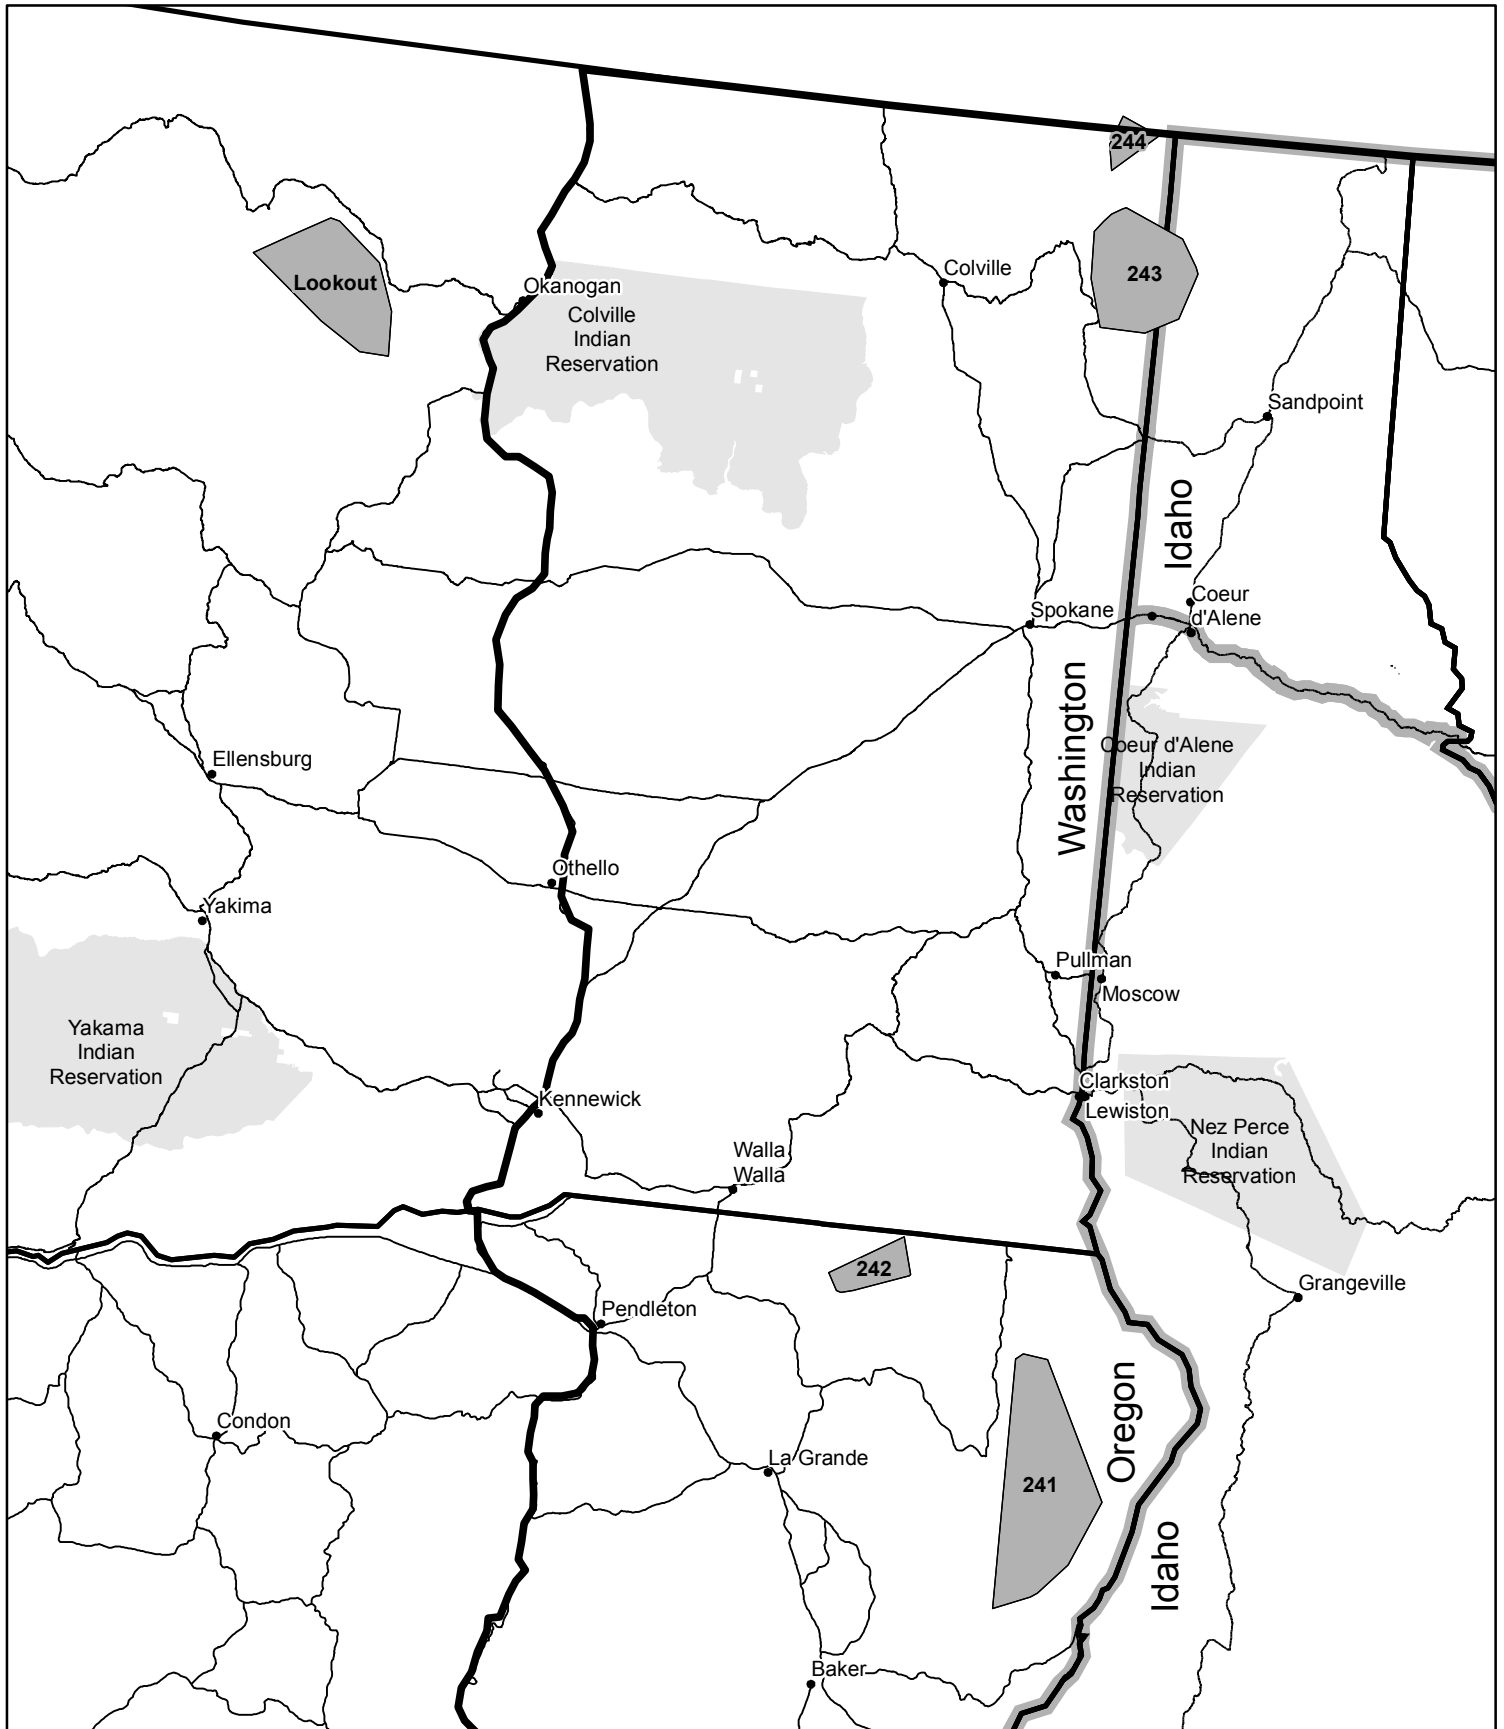 244
Colville
243
Lookout
Okanogan
Colville
Indian
Reservation
Sandpoint
Idaho
Coeur
d'Alene
Spokane
Washington
Coeur d'Alene
Indian
Reservation
Ellensburg
Othello
Yakima
Pullman
Moscow
Yakama
Indian
Reservation
Clarkston
Lewiston
Kennewick
Nez Perce
Indian
Reservation
Walla
Walla
242
Grangeville
Pendleton
Oregon
Condon
La Grande
241
Idaho
Baker